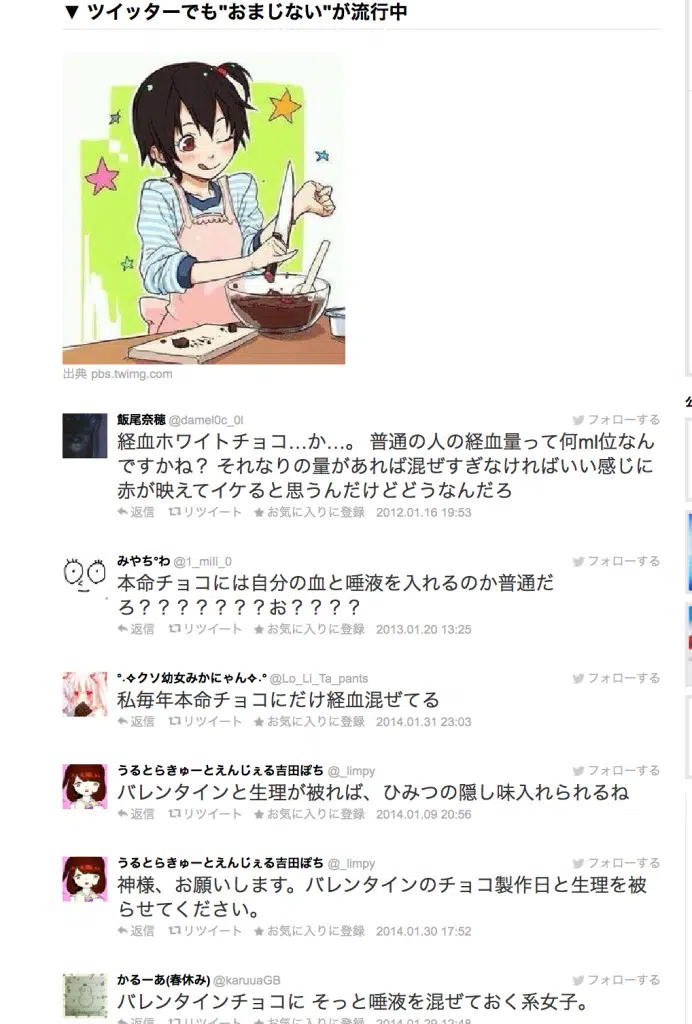 ▼ ツイッターでも"おまじない"が流行中
出典 pbs.twimg.com
飯尾奈穂 @damel0c_0l フォローする
経血ホワイトチョコ…か…。 普通の人の経血量って何ml位なん
ですかね？ それなりの量があれば混ぜすぎなければいい感じに
赤が映えてイケると思うんだけどどうなんだろ
返信 リツイート お気に入りに登録 2012.01.16 19:53
みやち°わ @1_mili_0 フォローする
本命チョコには自分の血と唾液を入れるのか普通だ
ろ？？？？？？？お？？？？
返信 リツイート お気に入りに登録 2013.01.20 13:25
°˖✧クソ幼女みかにゃん✧˖° @Lo_Li_Ta_pants フォローする
私毎年本命チョコにだけ経血混ぜてる
返信 リツイート お気に入りに登録 2014.01.31 23:03
うるとらきゅーとえんじぇる吉田ぽち @_limpy フォローする
バレンタインと生理が被れば、ひみつの隠し味入れられるね
返信 リツイート お気に入りに登録 2014.01.09 20:56
うるとらきゅーとえんじぇる吉田ぽち @_limpy フォローする
神様、お願いします。バレンタインのチョコ製作日と生理を被
らせてください。
返信 リツイート お気に入りに登録 2014.01.30 17:52
かるーあ(春休み) @karuuaGB フォローする
バレンタインチョコに そっと唾液を混ぜておく系女子。
返信 リツイート お気に入りに登録 2014.01.29 12:48